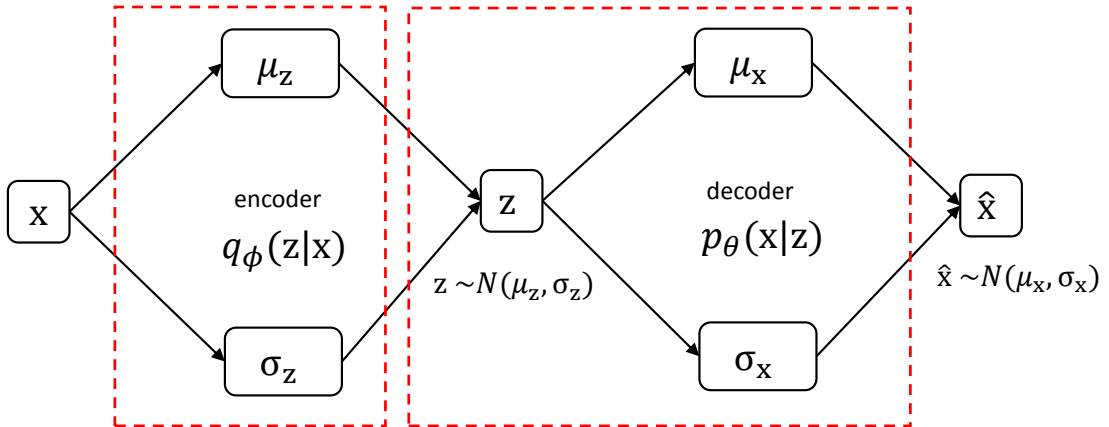 μz
μx
x
encoder
qϕ(z|x)
z
decoder
pθ(x|z)
x̂
z ~N(μz, σz)
x̂ ~N(μx, σx)
σz
σx